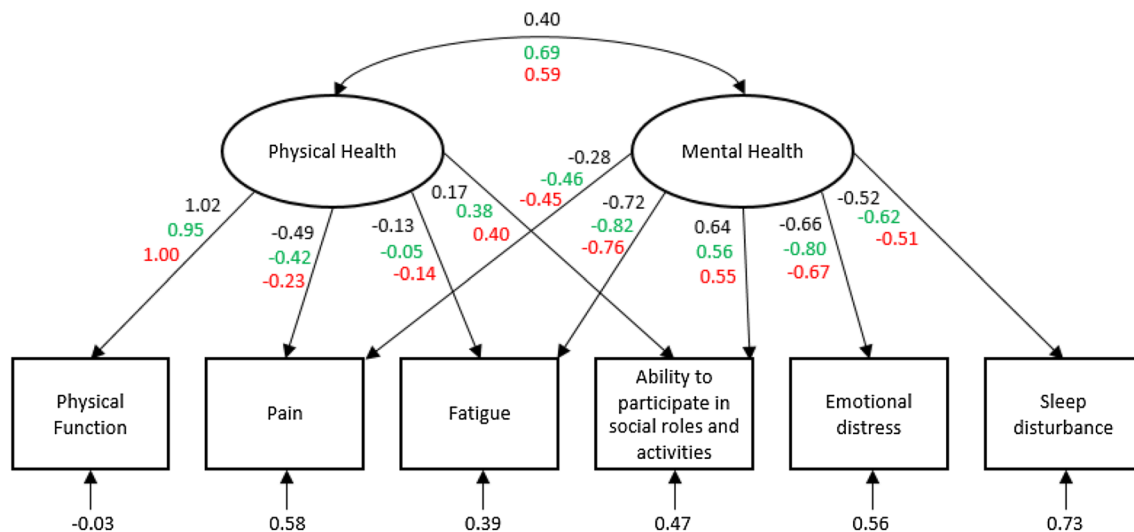 0.40
0.69
0.59
Physical Health
Mental Health
1.02
0.95
1.00
-0.49
-0.42
-0.23
-0.13
-0.05
-0.14
0.17
0.38
0.40
-0.28
-0.46
-0.45
-0.72
-0.82
-0.76
0.64
0.56
0.55
-0.66
-0.80
-0.67
-0.52
-0.62
-0.51
Physical
Function
Pain
Fatigue
Ability to
participate in
social roles and
activities
Emotional
distress
Sleep
disturbance
-0.03
0.58
0.39
0.47
0.56
0.73